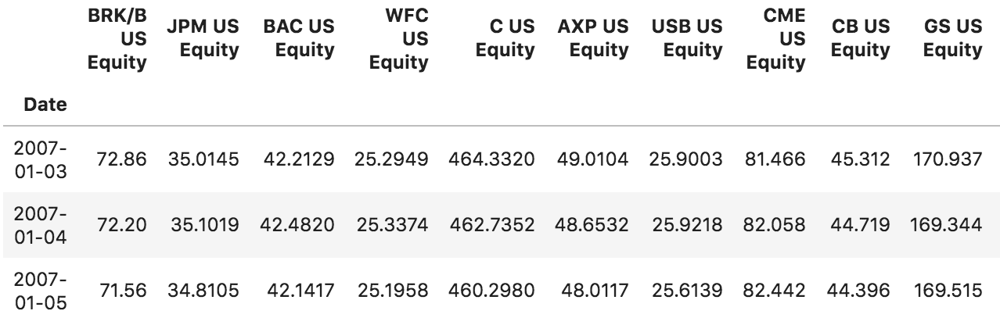 BRK/B US Equity JPM US Equity BAC US Equity WFC US Equity C US Equity AXP US Equity USB US Equity CME US Equity CB US Equity GS US Equity
Date
2007-01-03 72.86 35.0145 42.2129 25.2949 464.3320 49.0104 25.9003 81.466 45.312 170.937
2007-01-04 72.20 35.1019 42.4820 25.3374 462.7352 48.6532 25.9218 82.058 44.719 169.344
2007-01-05 71.56 34.8105 42.1417 25.1958 460.2980 48.0117 25.6139 82.442 44.396 169.515